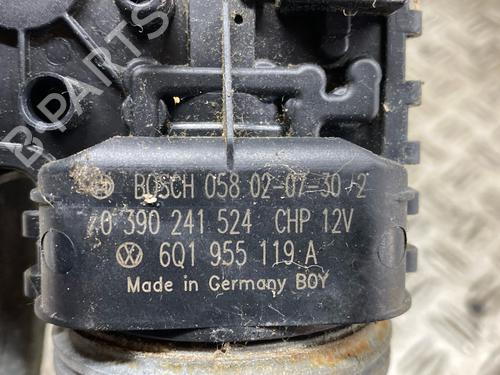 B-PARTS
BOSCH 058 02-07-30 2
0 390 241 524 CHP 12V
6Q1 955 119 A
Made in Germany BOY